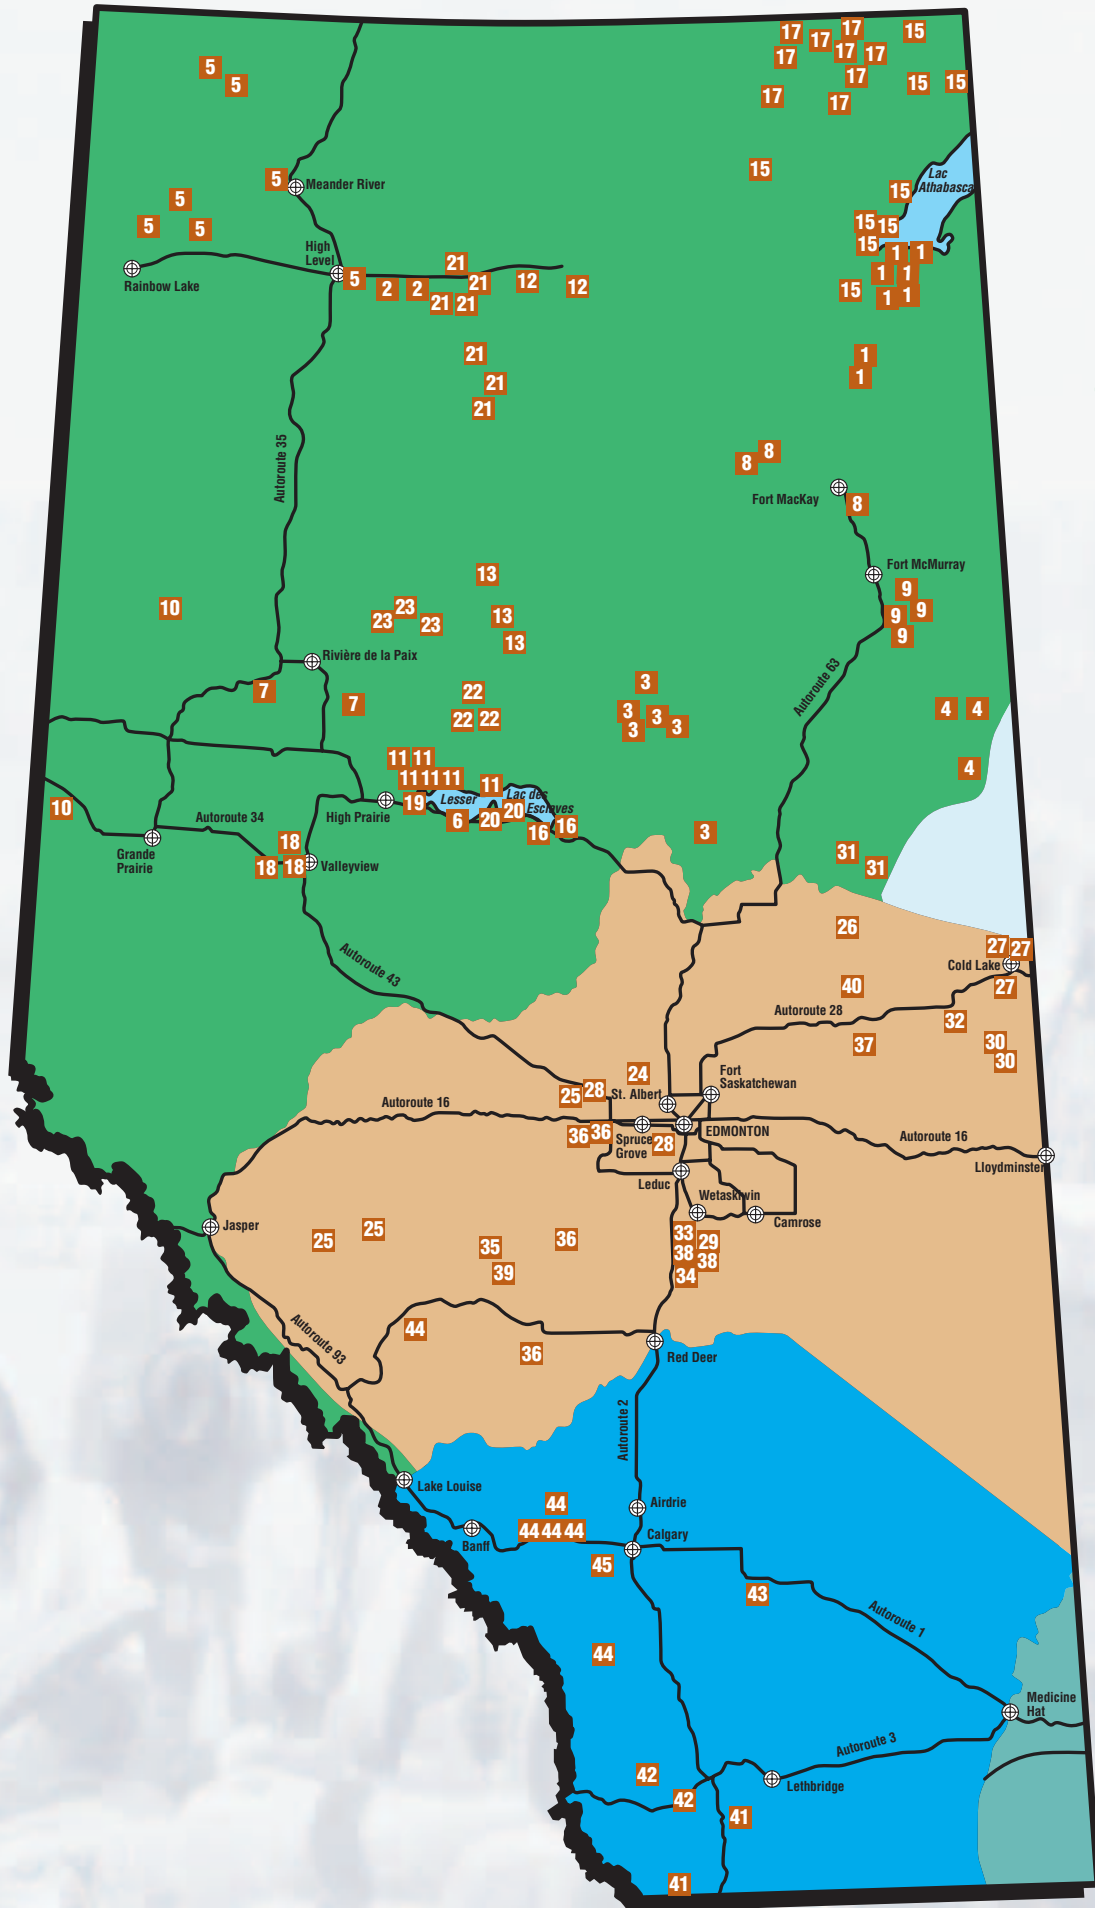 17
17
17
15
5
17
17
17
5
17
15
15
17
17
15
Lac
Athabasca
5
Meander River
15
5
5
5
15
15
15
High
Level
1
1
Rainbow Lake
5
21
1
1
2
2
21
12
12
15
1
1
21
21
21
1
21
1
21
Autoroute 35
8
8
Fort MacKay
8
Fort McMurray
13
9
10
23
9
23
23
13
9
13
9
Rivière de la Paix
3
Autoroute 63
7
7
22
22
22
3
3
3
3
4
4
11
11
4
11
11
11
11
10
19
Lesser
Lac des
Esclaves
High Prairie
6
20
20
16
16
Autoroute 34
3
Grande
Prairie
18
18
18
Valleyview
31
31
26
Autoroute 43
27
27
Cold Lake
40
27
Autoroute 28
32
37
30
30
24
Fort
Saskatchewan
25
28
St. Albert
Autoroute 16
36
36
Spruce
Grove
28
EDMONTON
Autoroute 16
Lloydminster
Leduc
Wetaskiwin
Camrose
Jasper
25
25
35
36
33
29
38
38
39
34
Autoroute 93
44
36
Red Deer
Autoroute 2
Lake Louise
44
Airdrie
44
44
44
Banff
Calgary
45
43
Autoroute 1
44
Medicine
Hat
Autoroute 3
42
Lethbridge
42
41
41